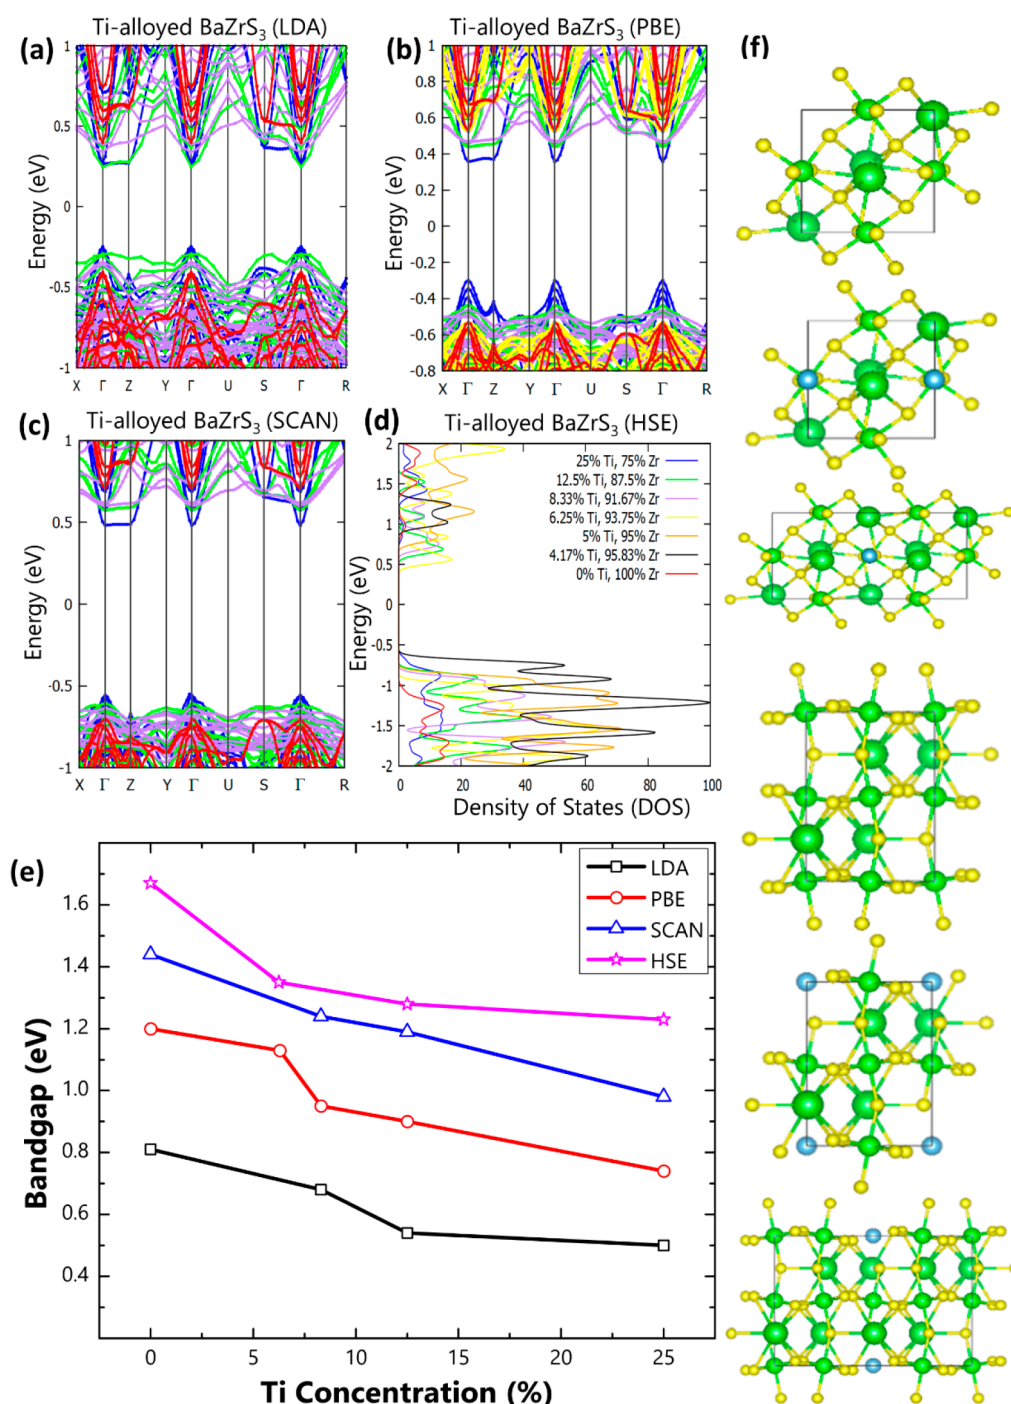 (a)
Ti-alloyed BaZrS₃ (LDA)
1
0.5
0
-0.5
-1
Energy (eV)
X Γ Z Y Γ U S Γ R
(b)
Ti-alloyed BaZrS₃ (PBE)
1
0.8
0.6
0.4
0.2
0
-0.2
-0.4
-0.6
-0.8
Energy (eV)
X Γ Z Y Γ U S Γ R
(c)
Ti-alloyed BaZrS₃ (SCAN)
1
0.5
0
-0.5
-1
Energy (eV)
X Γ Z Y Γ U S Γ R
(d)
Ti-alloyed BaZrS₃ (HSE)
2
1.5
1
0.5
0
-0.5
-1
-1.5
-2
Energy (eV)
25% Ti, 75% Zr
12.5% Ti, 87.5% Zr
8.33% Ti, 91.67% Zr
6.25% Ti, 93.75% Zr
5% Ti, 95% Zr
4.17% Ti, 95.83% Zr
0% Ti, 100% Zr
0 20 40 60 80 100
Density of States (DOS)
(e)
LDA
PBE
SCAN
HSE
1.6
1.4
1.2
1.0
0.8
0.6
0.4
Bandgap (eV)
0 5 10 15 20 25
Ti Concentration (%)
(f)